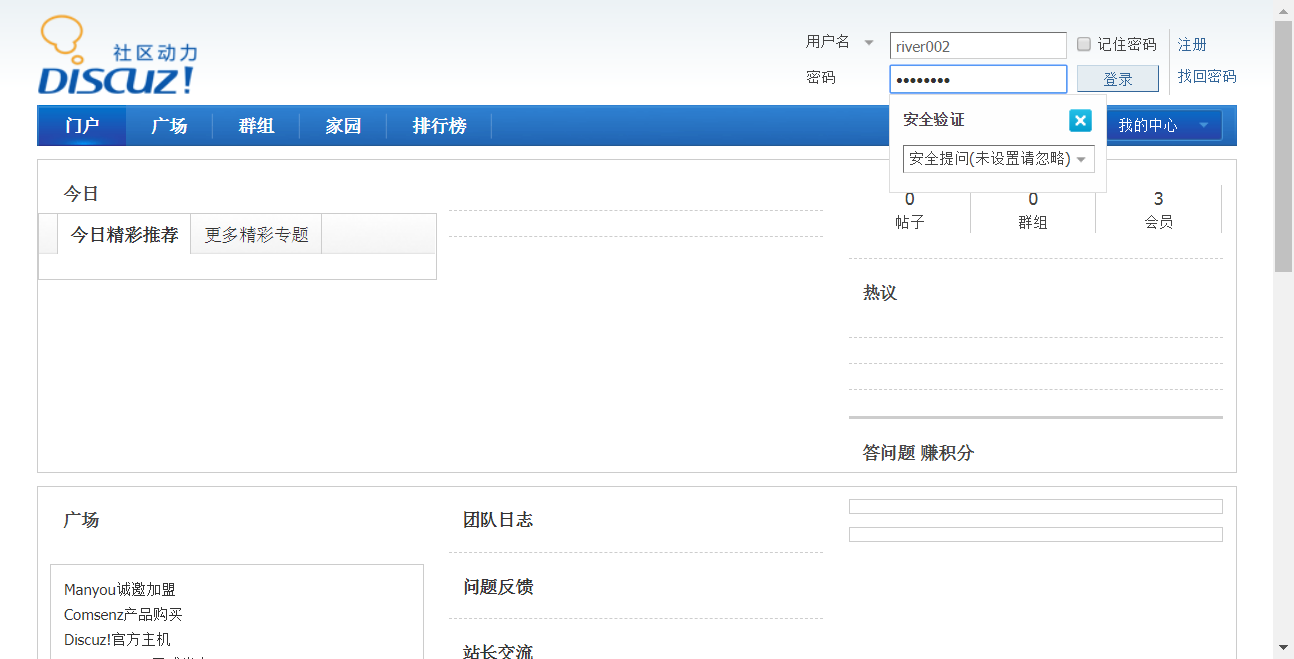 社区动力
DISCUZ!
用户名
river002
记住密码
注册
密码
••••••••
登录
找回密码
门户
广场
群组
家园
排行榜
我的中心
安全验证
安全提问(未设置请忽略)
今日
今日精彩推荐
更多精彩专题
0
帖子
0
群组
3
会员
热议
答问题 赚积分
广场
Manyou诚邀加盟
Comsenz产品购买
Discuz!官方主机
团队日志
问题反馈
站长交流